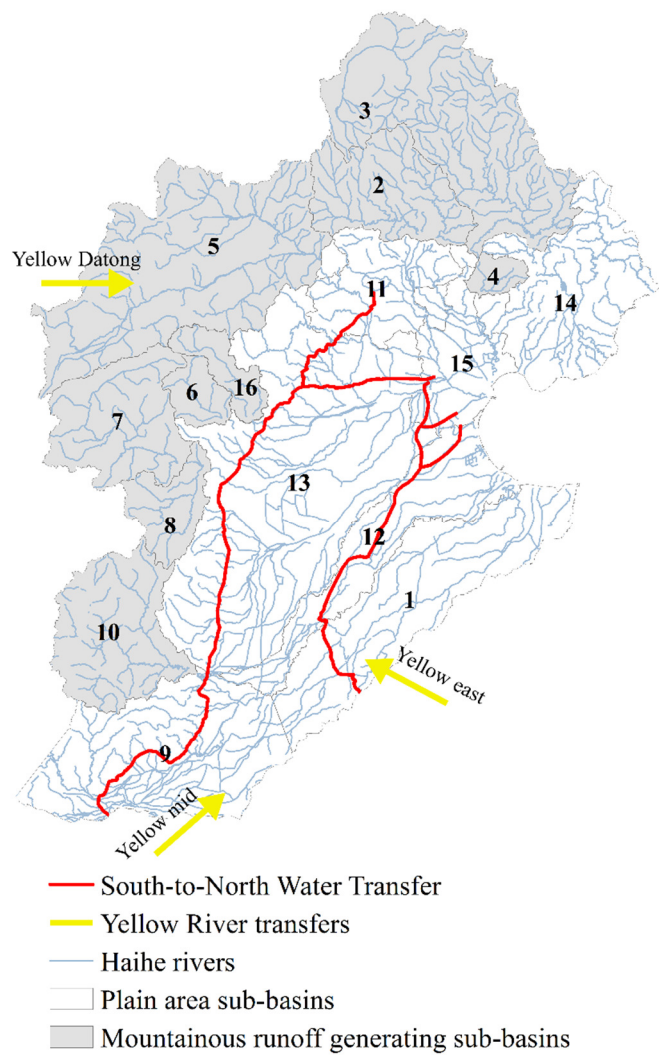 3
2
5
Yellow Datong
4
11
14
15
6
16
7
13
8
12
1
10
Yellow east
9
Yellow mid
South-to-North Water Transfer
Yellow River transfers
Haihe rivers
Plain area sub-basins
Mountainous runoff generating sub-basins